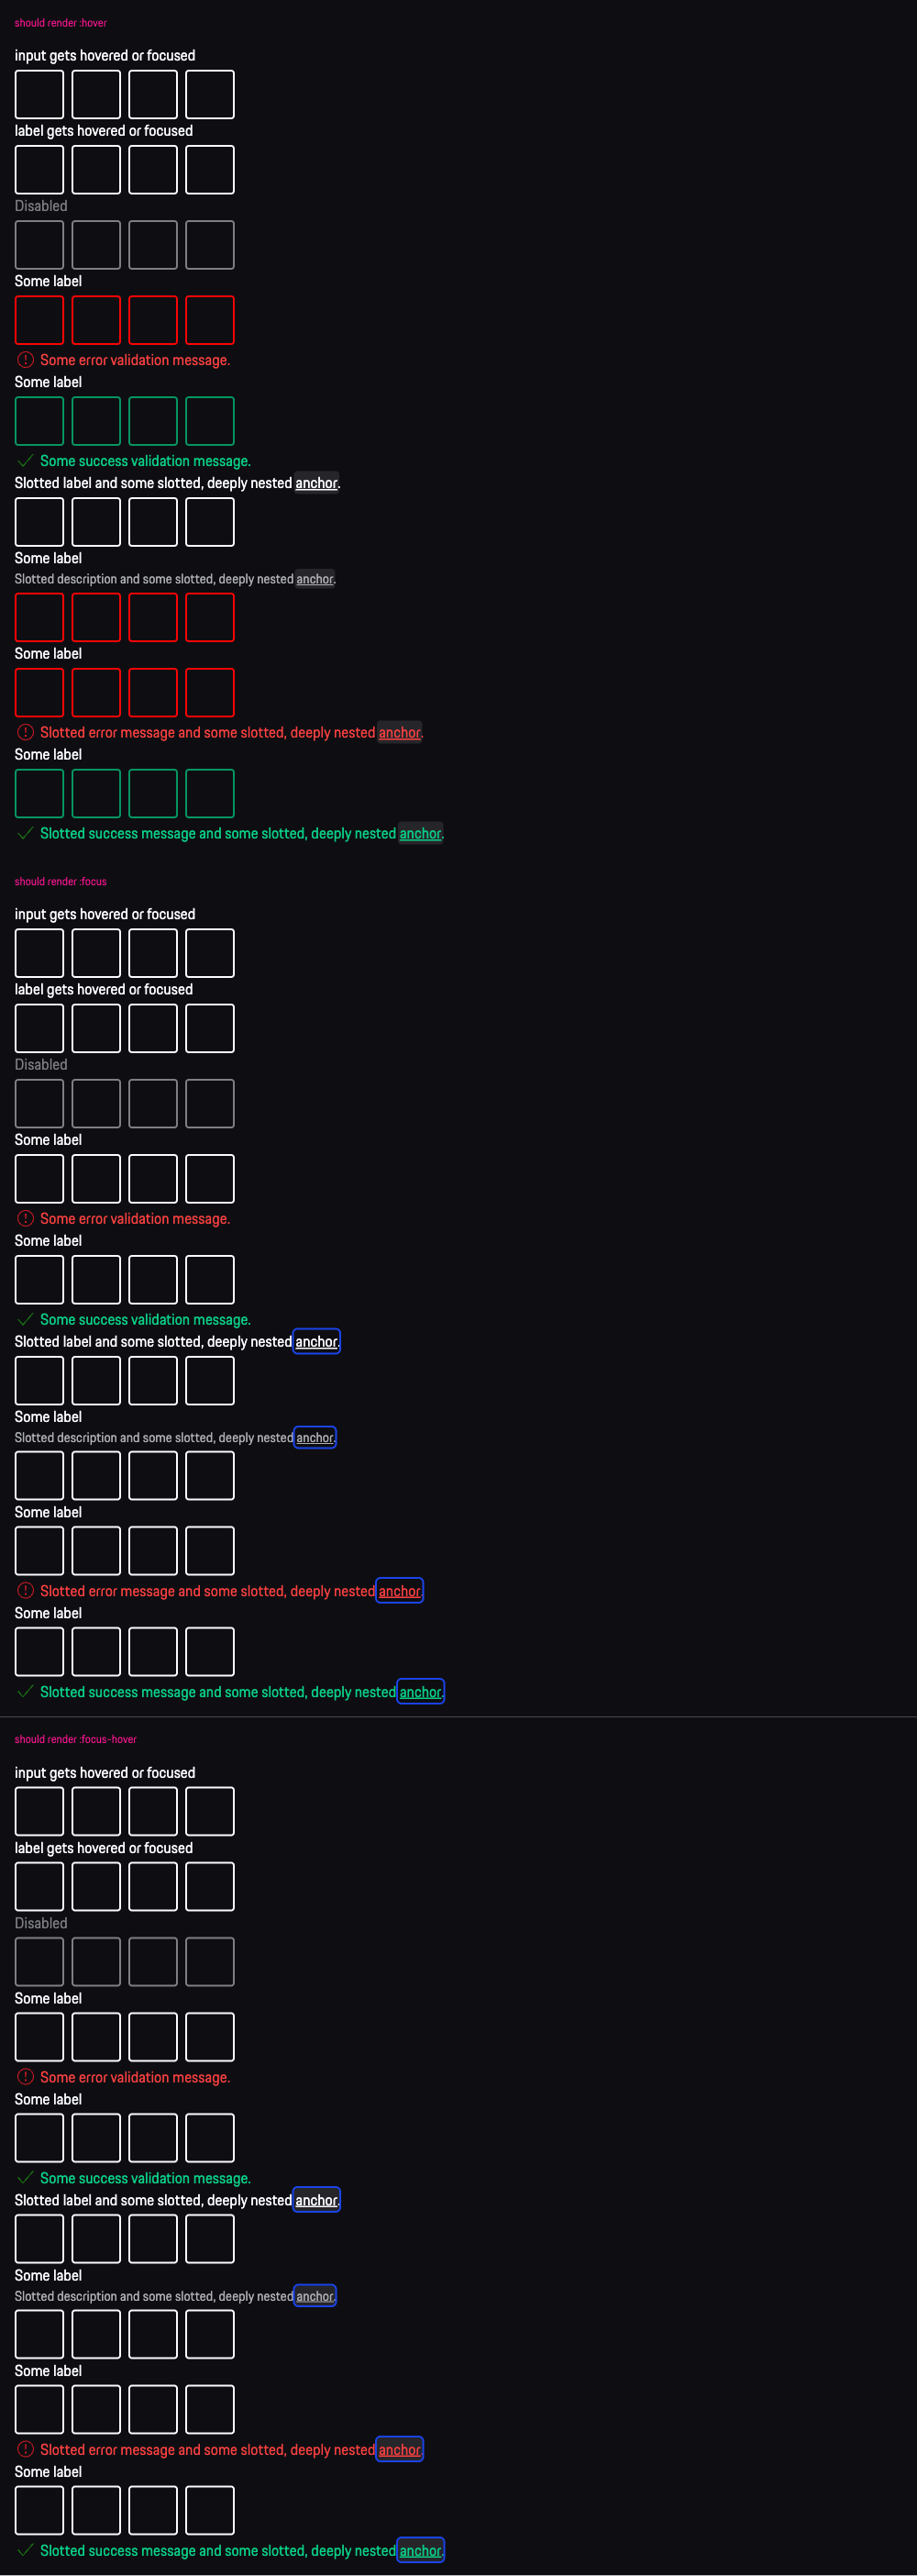 should render :hover
input gets hovered or focused
label gets hovered or focused
Disabled
Some label
Some error validation message.
Some label
Some success validation message.
Slotted label and some slotted, deeply nested anchor.
Some label
Slotted description and some slotted, deeply nested anchor.
Some label
Slotted error message and some slotted, deeply nested anchor.
Some label
Slotted success message and some slotted, deeply nested anchor.
should render :focus
input gets hovered or focused
label gets hovered or focused
Disabled
Some label
Some error validation message.
Some label
Some success validation message.
Slotted label and some slotted, deeply nested anchor.
Some label
Slotted description and some slotted, deeply nested anchor.
Some label
Slotted error message and some slotted, deeply nested anchor.
Some label
Slotted success message and some slotted, deeply nested anchor.
should render :focus-hover
input gets hovered or focused
label gets hovered or focused
Disabled
Some label
Some error validation message.
Some label
Some success validation message.
Slotted label and some slotted, deeply nested anchor.
Some label
Slotted description and some slotted, deeply nested anchor.
Some label
Slotted error message and some slotted, deeply nested anchor.
Some label
Slotted success message and some slotted, deeply nested anchor.